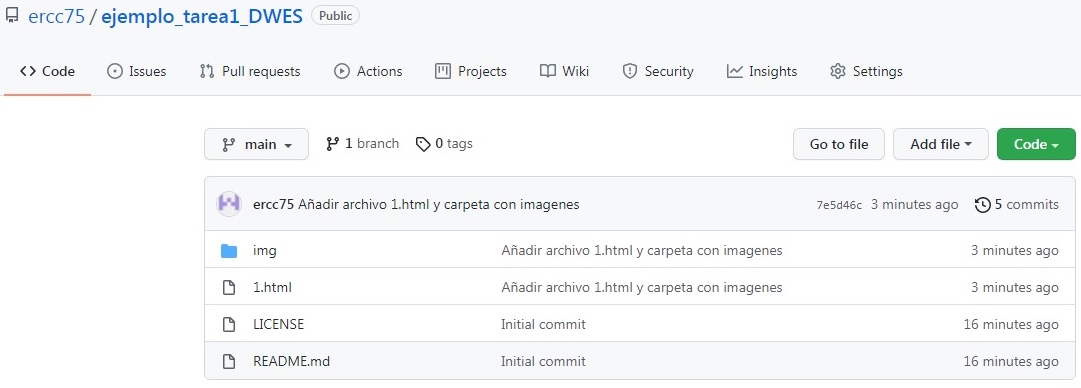 ercc75 / ejemplo_tarea1_DWES Public
Code Issues Pull requests Actions Projects Wiki Security Insights Settings
main 1 branch 0 tags Go to file Add file Code
ercc75 Añadir archivo 1.html y carpeta con imagenes 7e5d46c 3 minutes ago 5 commits
img Añadir archivo 1.html y carpeta con imagenes 3 minutes ago
1.html Añadir archivo 1.html y carpeta con imagenes 3 minutes ago
LICENSE Initial commit 16 minutes ago
README.md Initial commit 16 minutes ago